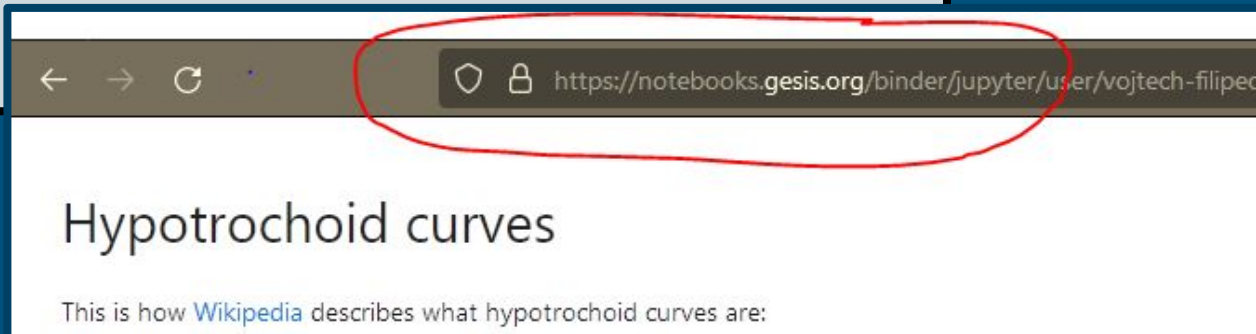 https://notebooks.gesis.org/binder/jupyter/user/vojtech-filipec
Hypotrochoid curves
This is how Wikipedia describes what hypotrochoid curves are: